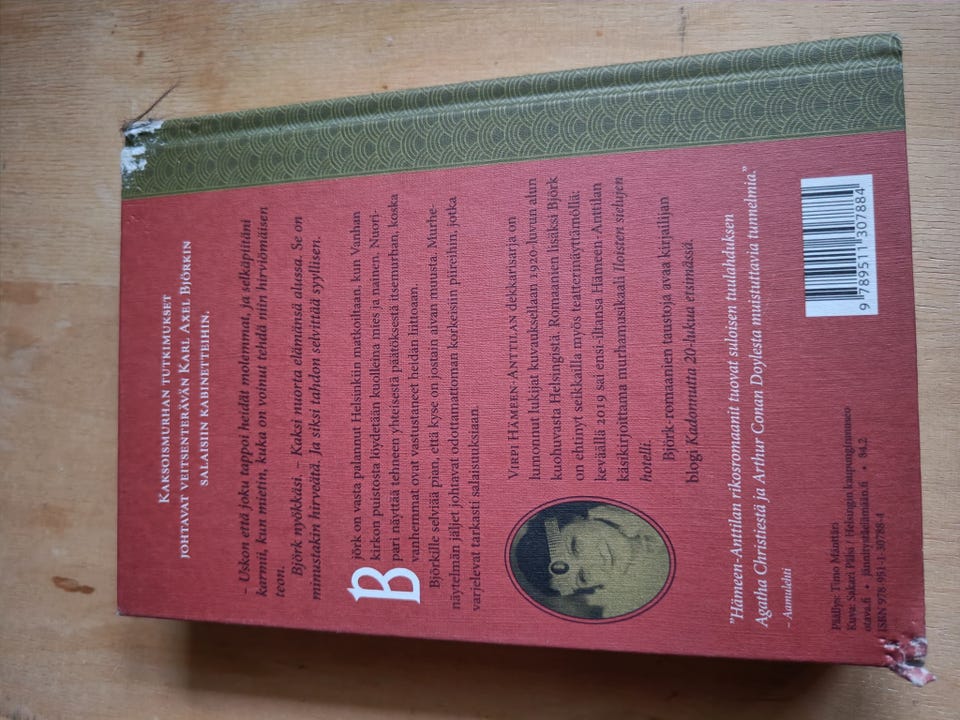 KAKSOISMURHAN TUTKIMUKSET
JOHTAVAT VEITSENTERÄVÄN KARL AXEL BJÖRKIN
SALAISIIN KABINETTEIHIN.
– Uskon että joku tappoi heidät molemmat, ja selkäpiitäni
karmii, kun mietin, kuka on voinut tehdä niin hirviömäisen
teon.
Björk nyökkäsi. – Kaksi nuorta elämänsä alussa. Se on
minustakin hirveätä. Ja siksi tahdon selvittää syyllisen.
Björk on vasta palannut Helsinkiin matkoiltaan, kun Vanhan
kirkon puistosta löydetään kuolleina mies ja nainen. Nuori-
pari näyttää tehneen yhteisestä päätöksestä itsemurhan, koska
vanhemmat ovat vastustaneet heidän liittoaan.
Björkille selviää pian, että kyse on jostain aivan muusta. Murhe-
näytelmän jäljet johtavat odottamattoman korkeisiin piireihin, jotka
varjelevat tarkasti salaisuuksiaan.
VIRPI HÄMEEN-ANTTILAN dekkarisarja on
lumonnut lukijat kuvauksellaan 1920-luvun alun
kuohuvasta Helsingistä. Romaanien lisäksi Björk
on ehtinyt seikkailla myös teatterinäyttämöllä:
keväällä 2019 sai ensi-iltansa Hämeen-Anttilan
käsikirjoittama murhamusikaali Iloisten sielujen
hotelli.
Björk-romaanien taustoja avaa kirjailijan
blogi Kadonnutta 20-lukua etsimässä.
"Hämeen-Anttilan rikosromaanit tuovat suloisen tuulahduksen
Agatha Christiestä ja Arthur Conan Doylesta muistuttavia tunnelmia."
– Aamulehti
Päällys: Timo Määttä
Kuva: Sakari Pälsi / Helsingin kaupunginmuseo
otava.fi • jännitystäelämään.fi • 84.2
ISBN 978-951-1-30788-4
9 789511 307884